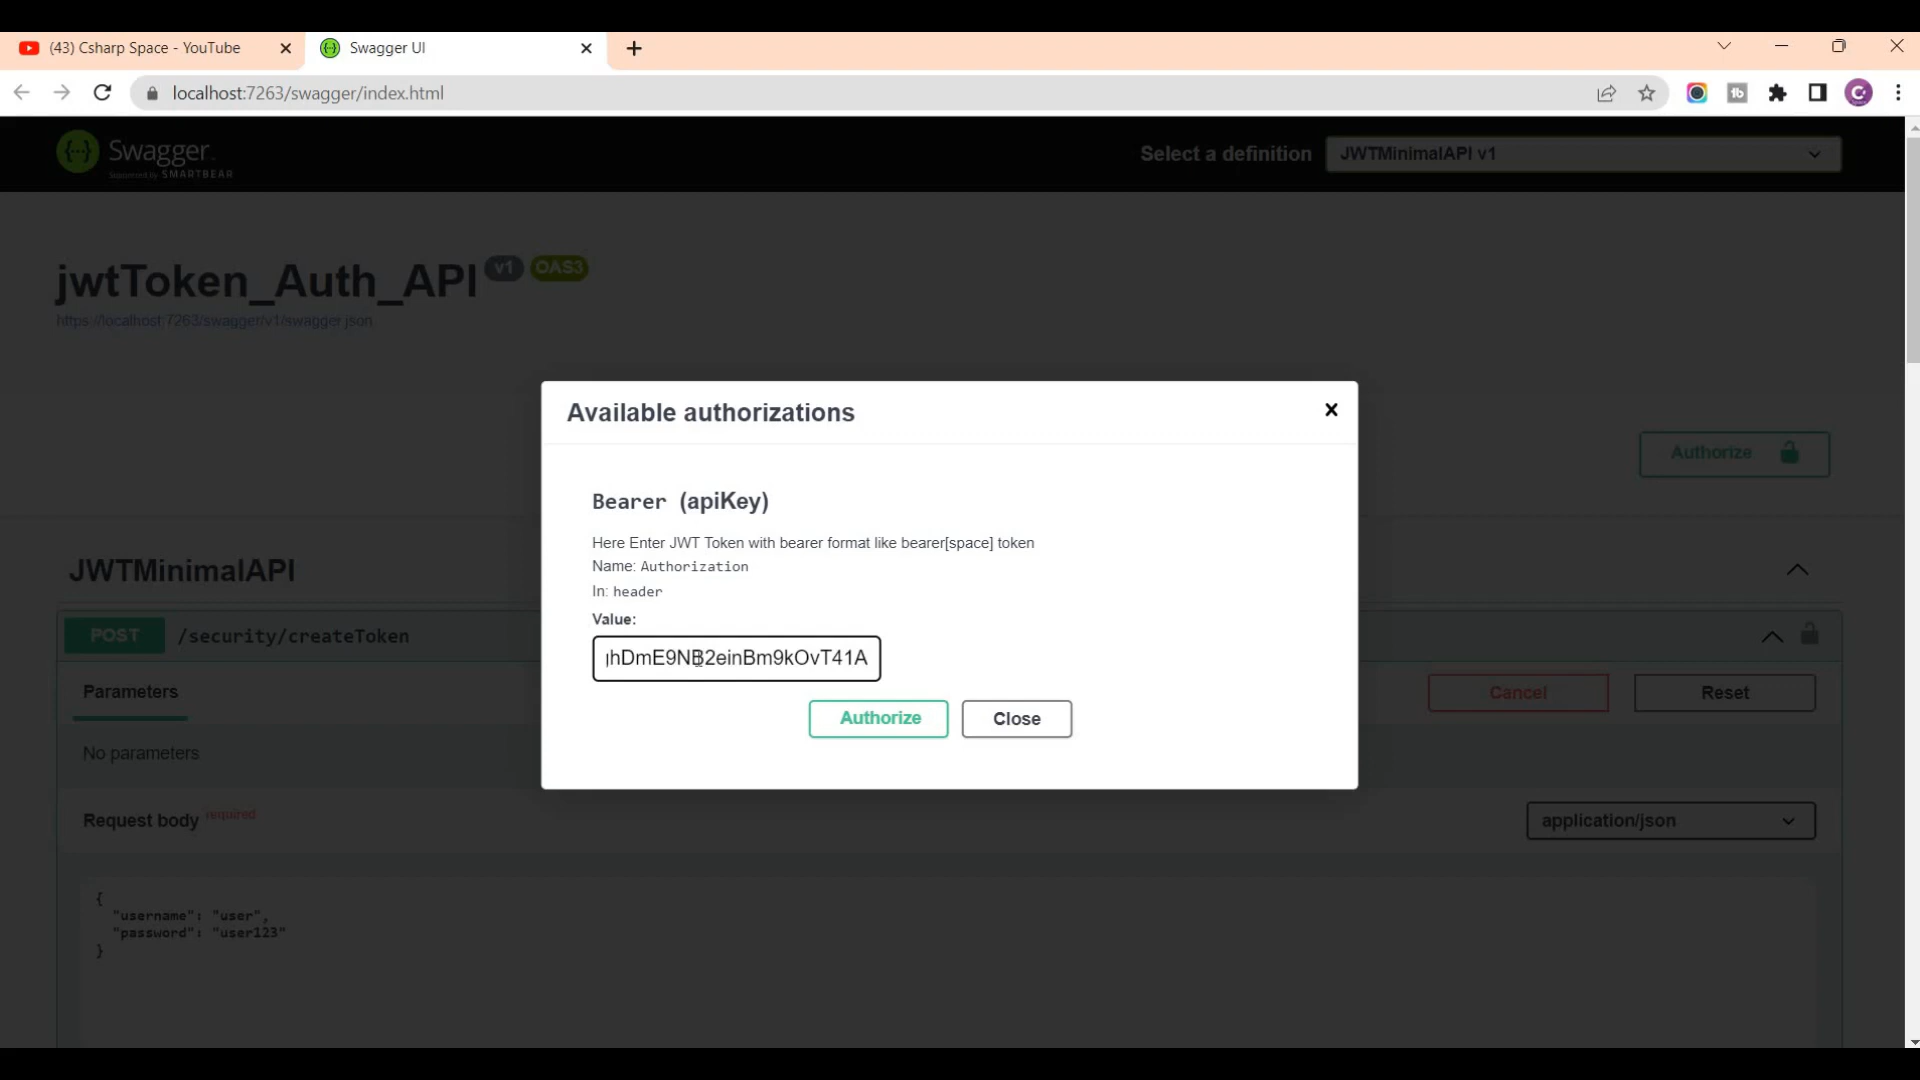 (43) Csharp Space - YouTube
Swagger UI
localhost:7263/swagger/index.html
Swagger.
Supported by SMARTBEAR
Select a definition
JWTMinimalAPI v1
jwtToken_Auth_API v1 OAS3
https://localhost:7263/swagger/v1/swagger.json
Available authorizations
Authorize
Bearer (apiKey)
Here Enter JWT Token with bearer format like bearer[space] token
Name: Authorization
In: header
Value:
hDmE9NB2einBm9kOvT41A
Authorize
Close
JWTMinimalAPI
POST /security/createToken
Parameters
Cancel
Reset
No parameters
Request body required
application/json
{
"username": "user",
"password": "user123"
}